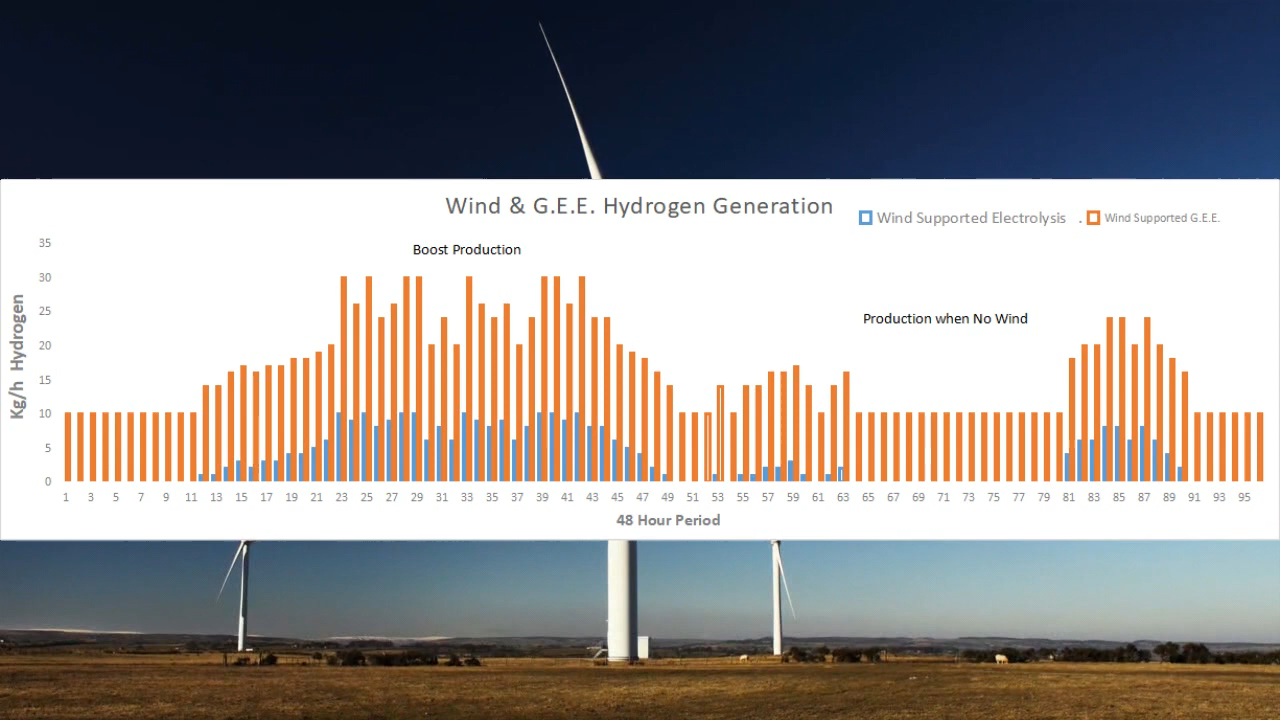 Wind & G.E.E. Hydrogen Generation
Wind Supported Electrolysis . Wind Supported G.E.E.
Boost Production
Production when No Wind
Kg/h Hydrogen
35
30
25
20
15
10
5
0
1 3 5 7 9 11 13 15 17 19 21 23 25 27 29 31 33 35 37 39 41 43 45 47 49 51 53 55 57 59 61 63 65 67 69 71 73 75 77 79 81 83 85 87 89 91 93 95
48 Hour Period